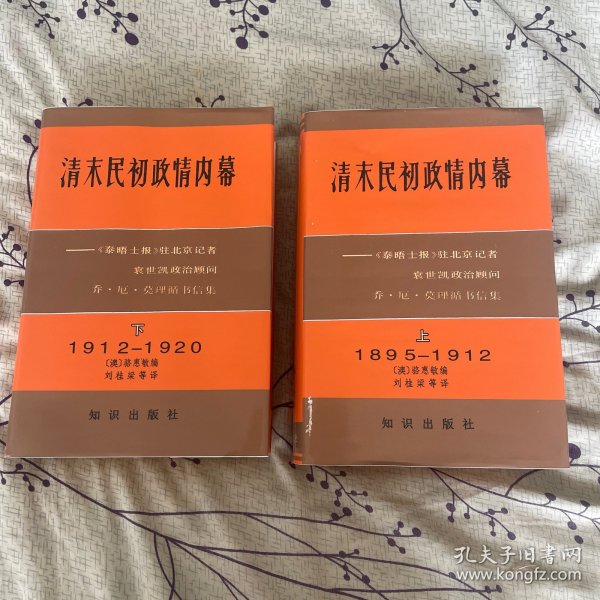 清末民初政情内幕
——《泰晤士报》驻北京记者
袁世凯政治顾问
乔·厄·莫理循书信集
下
1912-1920
〔澳〕骆惠敏编
刘桂梁等译
知识出版社
清末民初政情内幕
——《泰晤士报》驻北京记者
袁世凯政治顾问
乔·厄·莫理循书信集
上
1895-1912
〔澳〕骆惠敏编
刘桂梁等译
知识出版社
孔夫子旧书网
www.kongfz.com